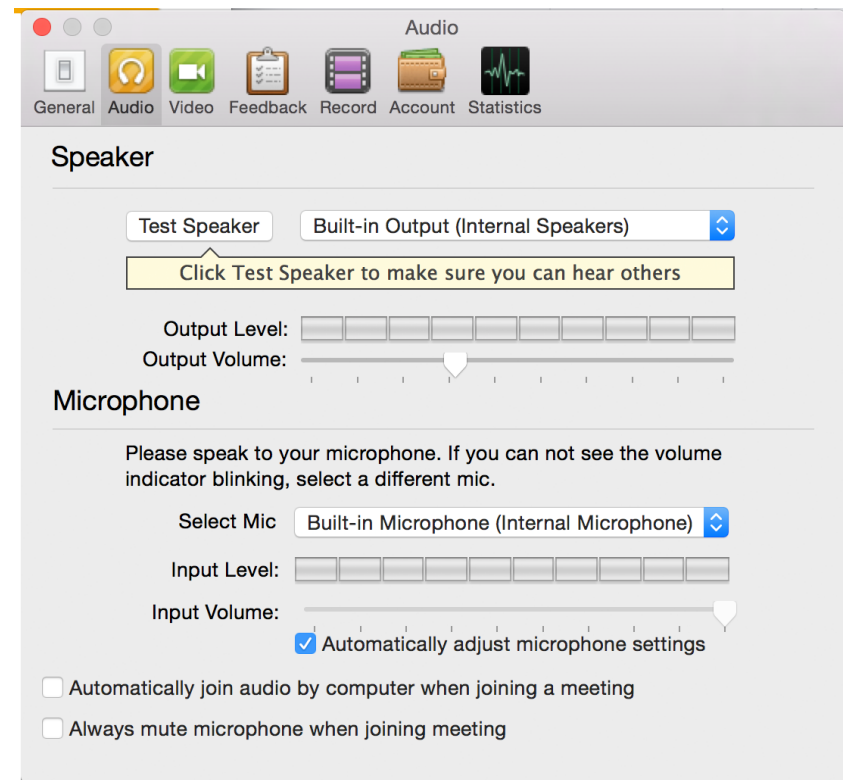 Audio
General Audio Video Feedback Record Account Statistics
Speaker
Test Speaker Built-in Output (Internal Speakers)
Click Test Speaker to make sure you can hear others
Output Level:
Output Volume:
Microphone
Please speak to your microphone. If you can not see the volume
indicator blinking, select a different mic.
Select Mic Built-in Microphone (Internal Microphone)
Input Level:
Input Volume:
Automatically adjust microphone settings
Automatically join audio by computer when joining a meeting
Always mute microphone when joining meeting